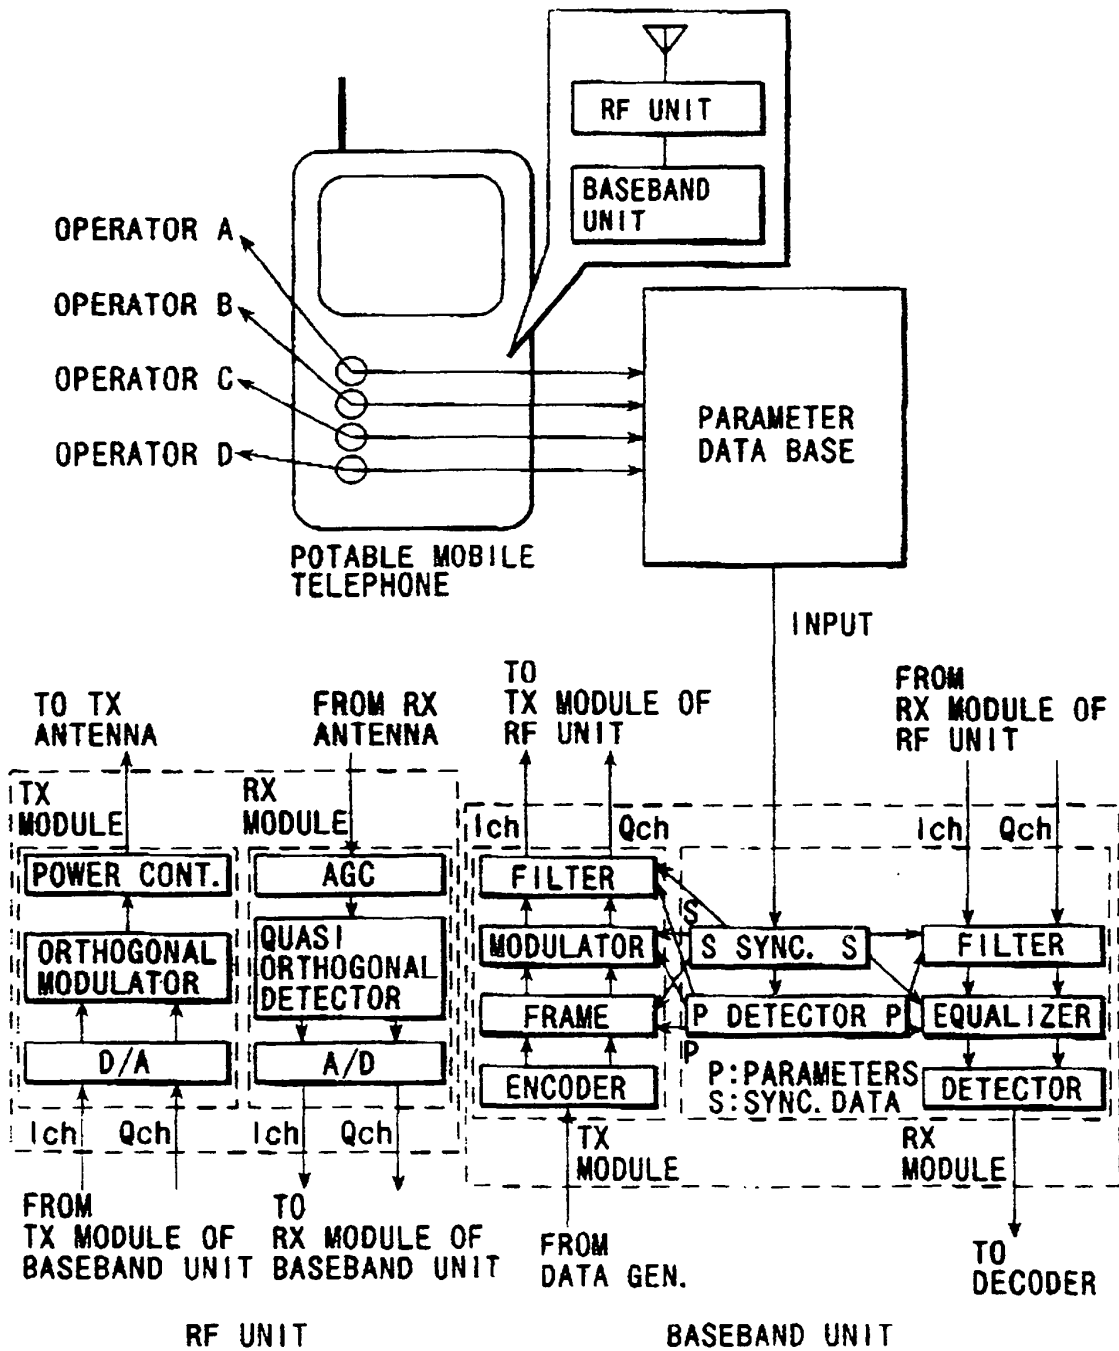 RF UNIT
BASEBAND
UNIT
OPERATOR A
OPERATOR B
OPERATOR C
OPERATOR D
PARAMETER
DATA BASE
POTABLE MOBILE
TELEPHONE
INPUT
TO TX
ANTENNA
FROM RX
ANTENNA
TX
MODULE
RX
MODULE
POWER CONT.
AGC
ORTHOGONAL
MODULATOR
QUASI
ORTHOGONAL
DETECTOR
D/A
A/D
Ich
Qch
Ich
Qch
FROM
TX MODULE OF
BASEBAND UNIT
TO
RX MODULE OF
BASEBAND UNIT
RF UNIT
TO
TX MODULE OF
RF UNIT
FROM
RX MODULE OF
RF UNIT
Ich
Qch
Ich
Qch
FILTER
S
MODULATOR
S SYNC. S
FILTER
FRAME
P DETECTOR P
EQUALIZER
P
ENCODER
P:PARAMETERS
S:SYNC. DATA
DETECTOR
TX
MODULE
RX
MODULE
FROM
DATA GEN.
TO
DECODER
BASEBAND UNIT